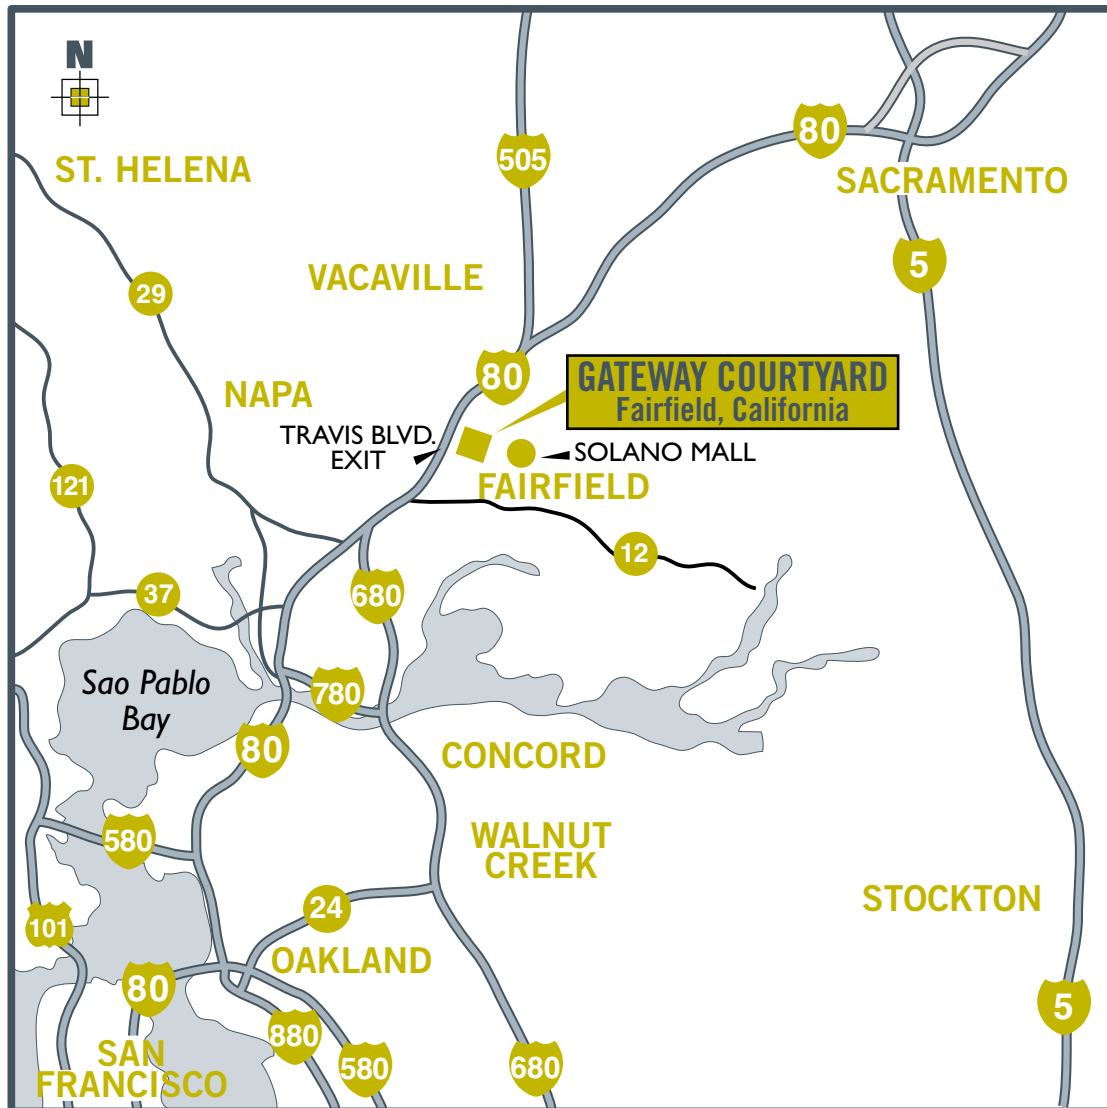 N
80
505
ST. HELENA
SACRAMENTO
5
VACAVILLE
29
80
GATEWAY COURTYARD
Fairfield, California
NAPA
TRAVIS BLVD.
EXIT
SOLANO MALL
121
FAIRFIELD
12
37
680
Sao Pablo
Bay
780
80
CONCORD
580
WALNUT
CREEK
24
STOCKTON
101
OAKLAND
80
5
880
SAN
FRANCISCO
580
680